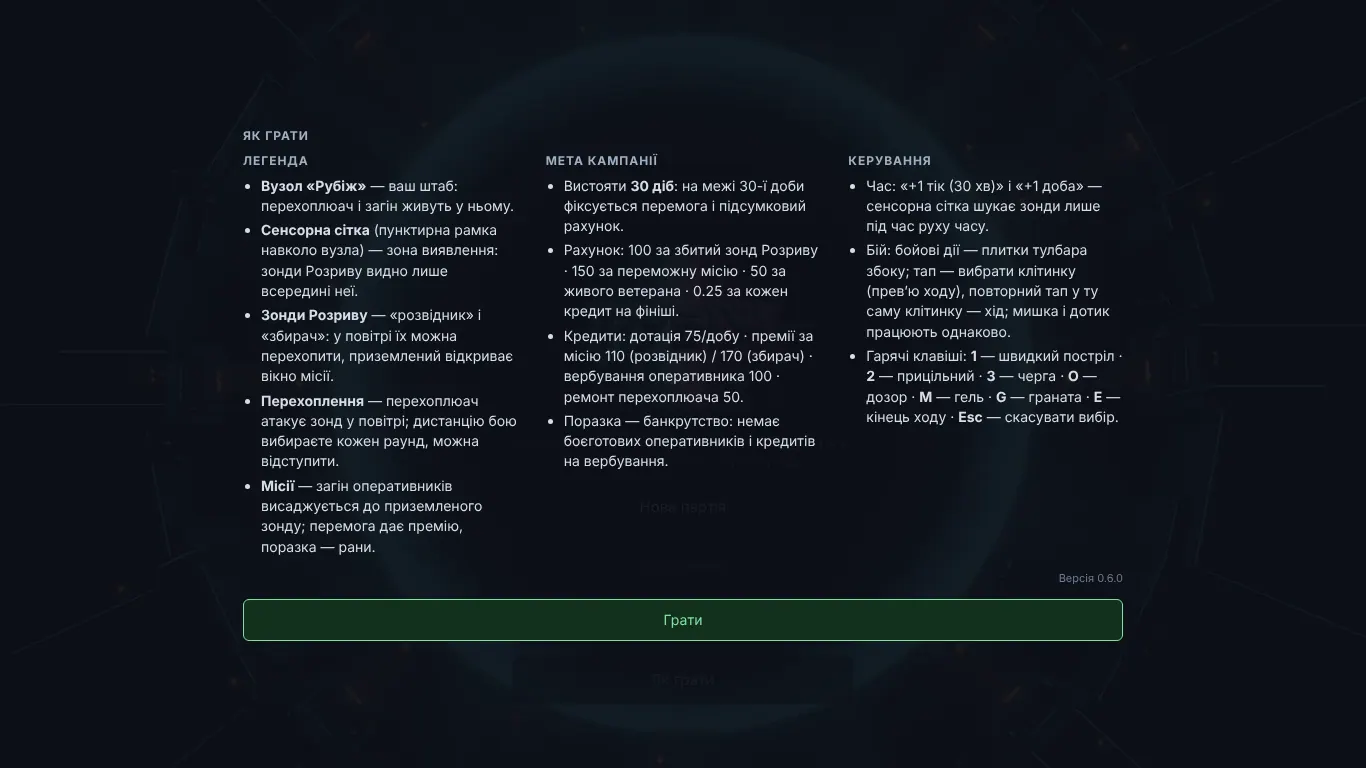 ЯК ГРАТИ
ЛЕГЕНДА
Вузол «Рубіж» — ваш штаб:
перехоплюач і загін живуть у ньому.
Сенсорна сітка (пунктирна рамка
навколо вузла) — зона виявлення:
зонди Розриву видно лише
всередині неї.
Зонди Розриву — «розвідник» і
«збирач»: у повітрі їх можна
перехопити, приземлений відкриває
вікно місії.
Перехоплення — перехоплюач
атакує зонд у повітрі; дистанцію бою
вибираєте кожен раунд, можна
відступити.
Місії — загін оперативників
висаджується до приземленого
зонду; перемога дає премію,
поразка — рани.
МЕТА КАМПАНІЇ
Вистояти 30 діб: на межі 30-ї доби
фіксується перемога і підсумковий
рахунок.
Рахунок: 100 за збитий зонд Розриву
· 150 за переможну місію · 50 за
живого ветерана · 0.25 за кожен
кредит на фініші.
Кредити: дотація 75/добу · премії за
місію 110 (розвідник) / 170 (збирач) ·
вербування оперативника 100 ·
ремонт перехоплюача 50.
Поразка — банкрутство: немає
боєготових оперативників і кредитів
на вербування.
КЕРУВАННЯ
Час: «+1 тік (30 хв)» і «+1 доба» —
сенсорна сітка шукає зонди лише
під час руху часу.
Бій: бойові дії — плитки тулбара
збоку; тап — вибрати клітинку
(прев’ю ходу), повторний тап у ту
саму клітинку — хід; мишка і дотик
працюють однаково.
Гарячі клавіші: 1 — швидкий постріл ·
2 — прицільний · 3 — черга · O —
дозор · M — гель · G — граната · E —
кінець ходу · Esc — скасувати вибір.
Нова партія
Версія 0.6.0
Грати
Як грати